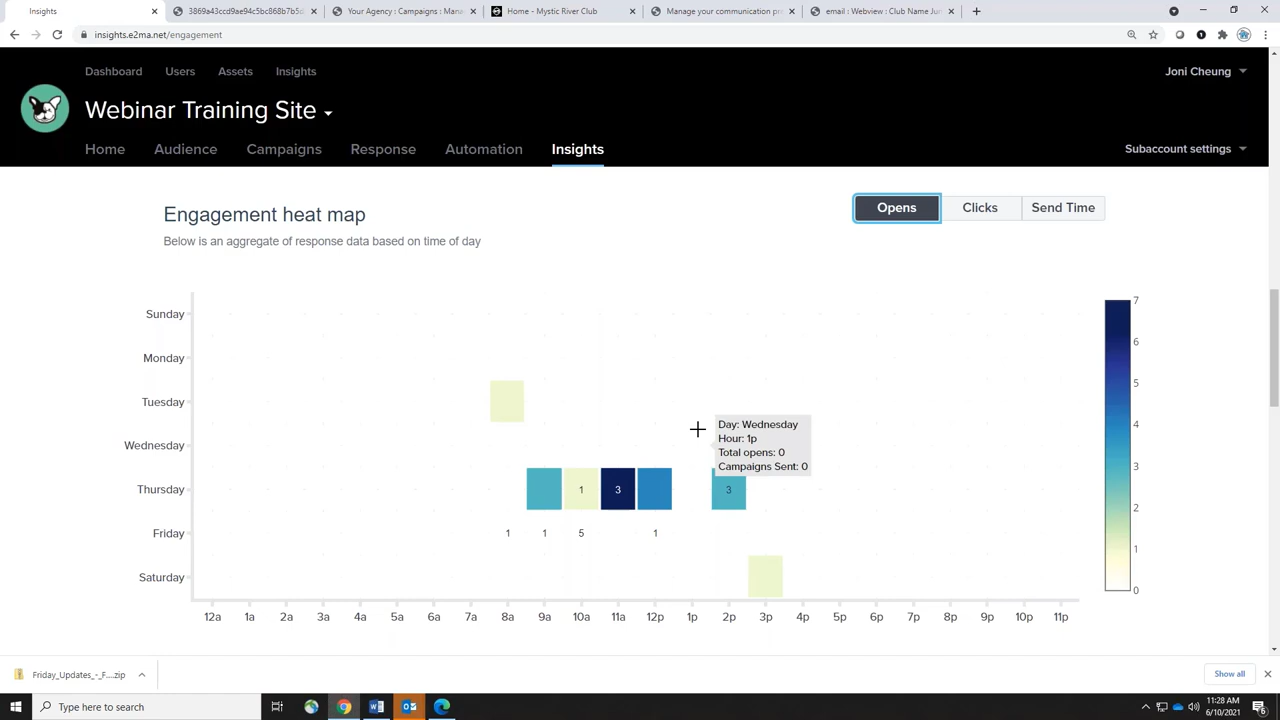 Insights
3869a43ccd9ae94c5bc868b7b5d
Your Agency : Campaigns : Mana
Home - Mystic River Club
Manage your communication pre
email : Webview : Club Name Jun
insights.e2ma.net/engagement
Dashboard Users Assets Insights
Joni Cheung
Webinar Training Site
Home Audience Campaigns Response Automation Insights
Subaccount settings
Engagement heat map
Opens Clicks Send Time
Below is an aggregate of response data based on time of day
7
6
5
4
3
2
1
0
Sunday
Monday
Tuesday
Wednesday
Day: Wednesday
Hour: 1p
Total opens: 0
Campaigns Sent: 0
Thursday 1 3 3
Friday 1 1 5 1
Saturday
12a 1a 2a 3a 4a 5a 6a 7a 8a 9a 10a 11a 12p 1p 2p 3p 4p 5p 6p 7p 8p 9p 10p 11p
Friday_Updates_-_F....zip
Show all
Type here to search
11:28 AM
6/10/2021